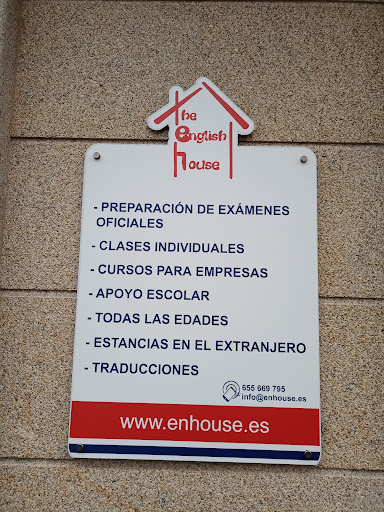 the
english
house
- PREPARACIÓN DE EXÁMENES
OFICIALES
- CLASES INDIVIDUALES
- CURSOS PARA EMPRESAS
- APOYO ESCOLAR
- TODAS LAS EDADES
- ESTANCIAS EN EL EXTRANJERO
- TRADUCCIONES
655 669 795
info@enhouse.es
www.enhouse.es